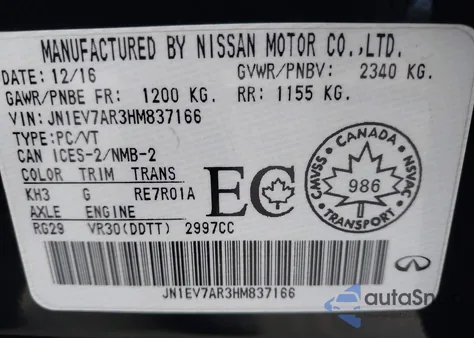 MANUFACTURED BY NISSAN MOTOR CO.,LTD.
DATE: 12/16 GVWR/PNBV: 2340 KG.
GAWR/PNBE FR: 1200 KG. RR: 1155 KG.
VIN: JN1EV7AR3HM837166
TYPE:PC/VT
CAN ICES-2/NMB-2
COLOR TRIM TRANS
KH3 G RE7R01A
AXLE ENGINE
RG29 VR30(DDTT) 2997CC
EC
CANADA
CMVSS 986 NSVAC
TRANSPORT
JN1EV7AR3HM837166
INFINITI